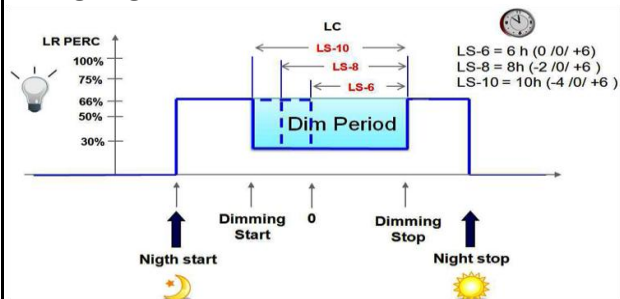 LC
LR PERC
LS-10
LS-8
LS-6
LS-6 = 6 h (0 /0/ +6)
LS-8 = 8h (-2 /0/ +6 )
LS-10 = 10h (-4 /0/ +6 )
100%
75%
66%
50%
30%
Dim Period
Dimming
Start
0
Dimming
Stop
Nigth start
Night stop